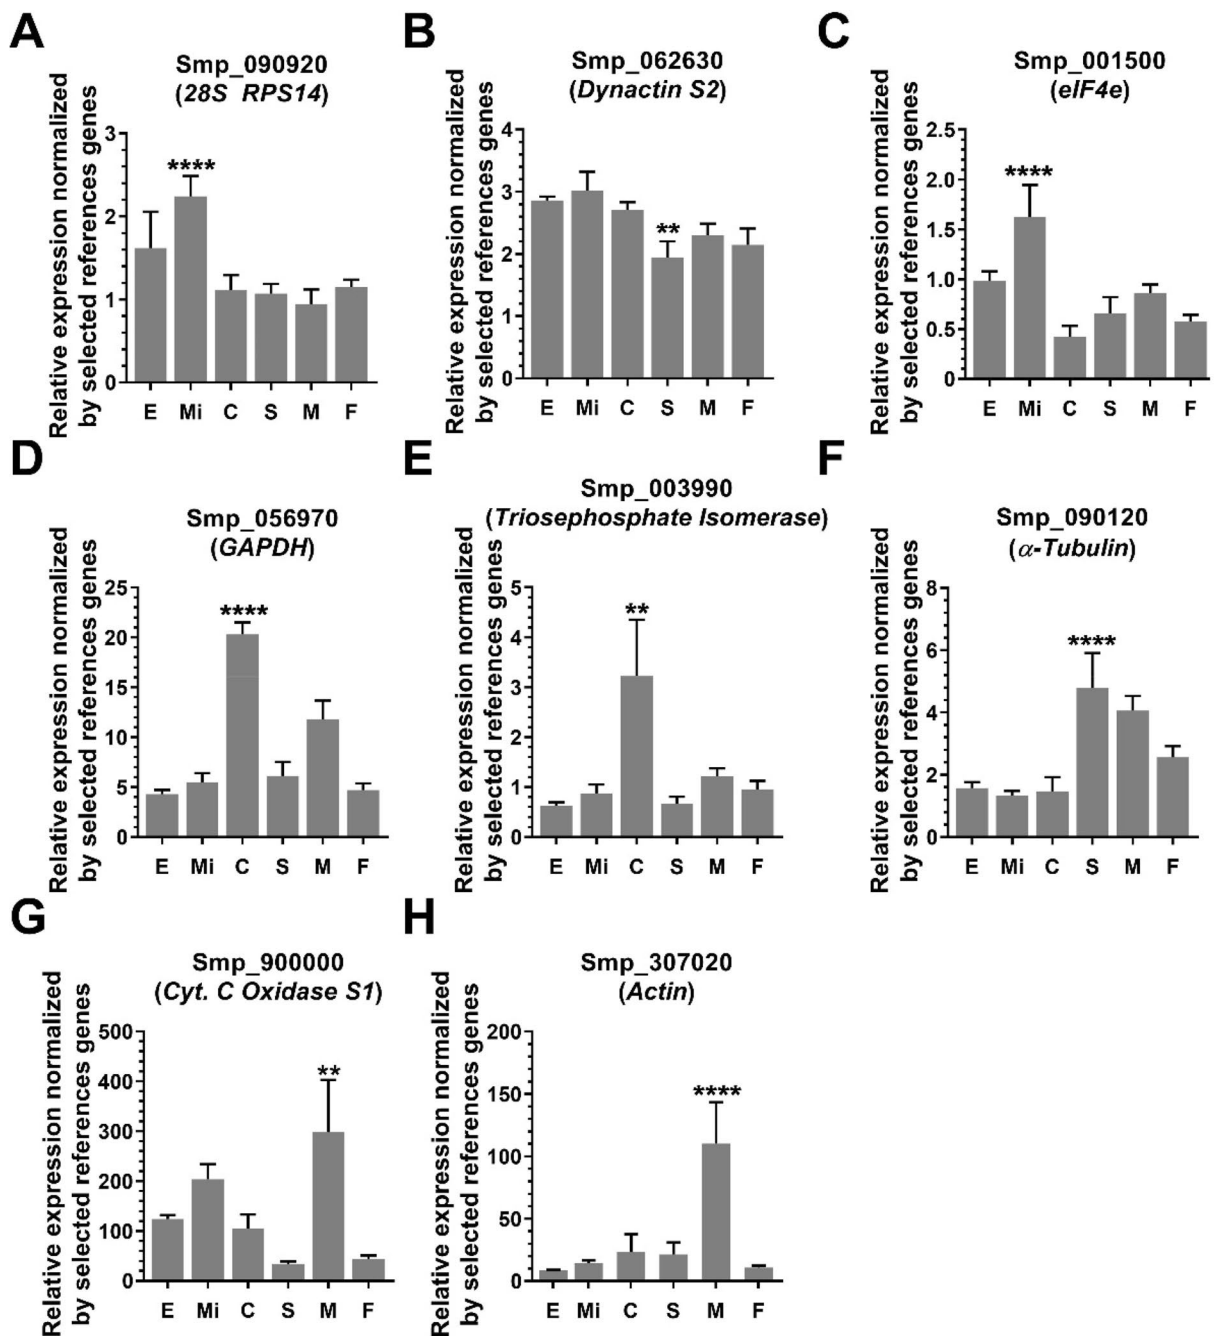 A
Smp_090920
(28S RPS14)
Relative expression normalized
by selected references genes
3
2
1
0
****
E Mi C S M F
B
Smp_062630
(Dynactin S2)
Relative expression normalized
by selected references genes
4
3
2
1
0
**
E Mi C S M F
C
Smp_001500
(eIF4e)
Relative expression normalized
by selected references genes
2.5
2.0
1.5
1.0
0.5
0
****
E Mi C S M F
D
Smp_056970
(GAPDH)
Relative expression normalized
by selected references genes
25
20
15
10
5
0
****
E Mi C S M F
E
Smp_003990
(Triosephosphate Isomerase)
Relative expression normalized
by selected references genes
5
4
3
2
1
0
**
E Mi C S M F
F
Smp_090120
(α-Tubulin)
Relative expression normalized
by selected references genes
8
6
4
2
0
****
E Mi C S M F
G
Smp_900000
(Cyt. C Oxidase S1)
Relative expression normalized
by selected references genes
500
400
300
200
100
0
**
E Mi C S M F
H
Smp_307020
(Actin)
Relative expression normalized
by selected references genes
200
150
100
50
0
****
E Mi C S M F